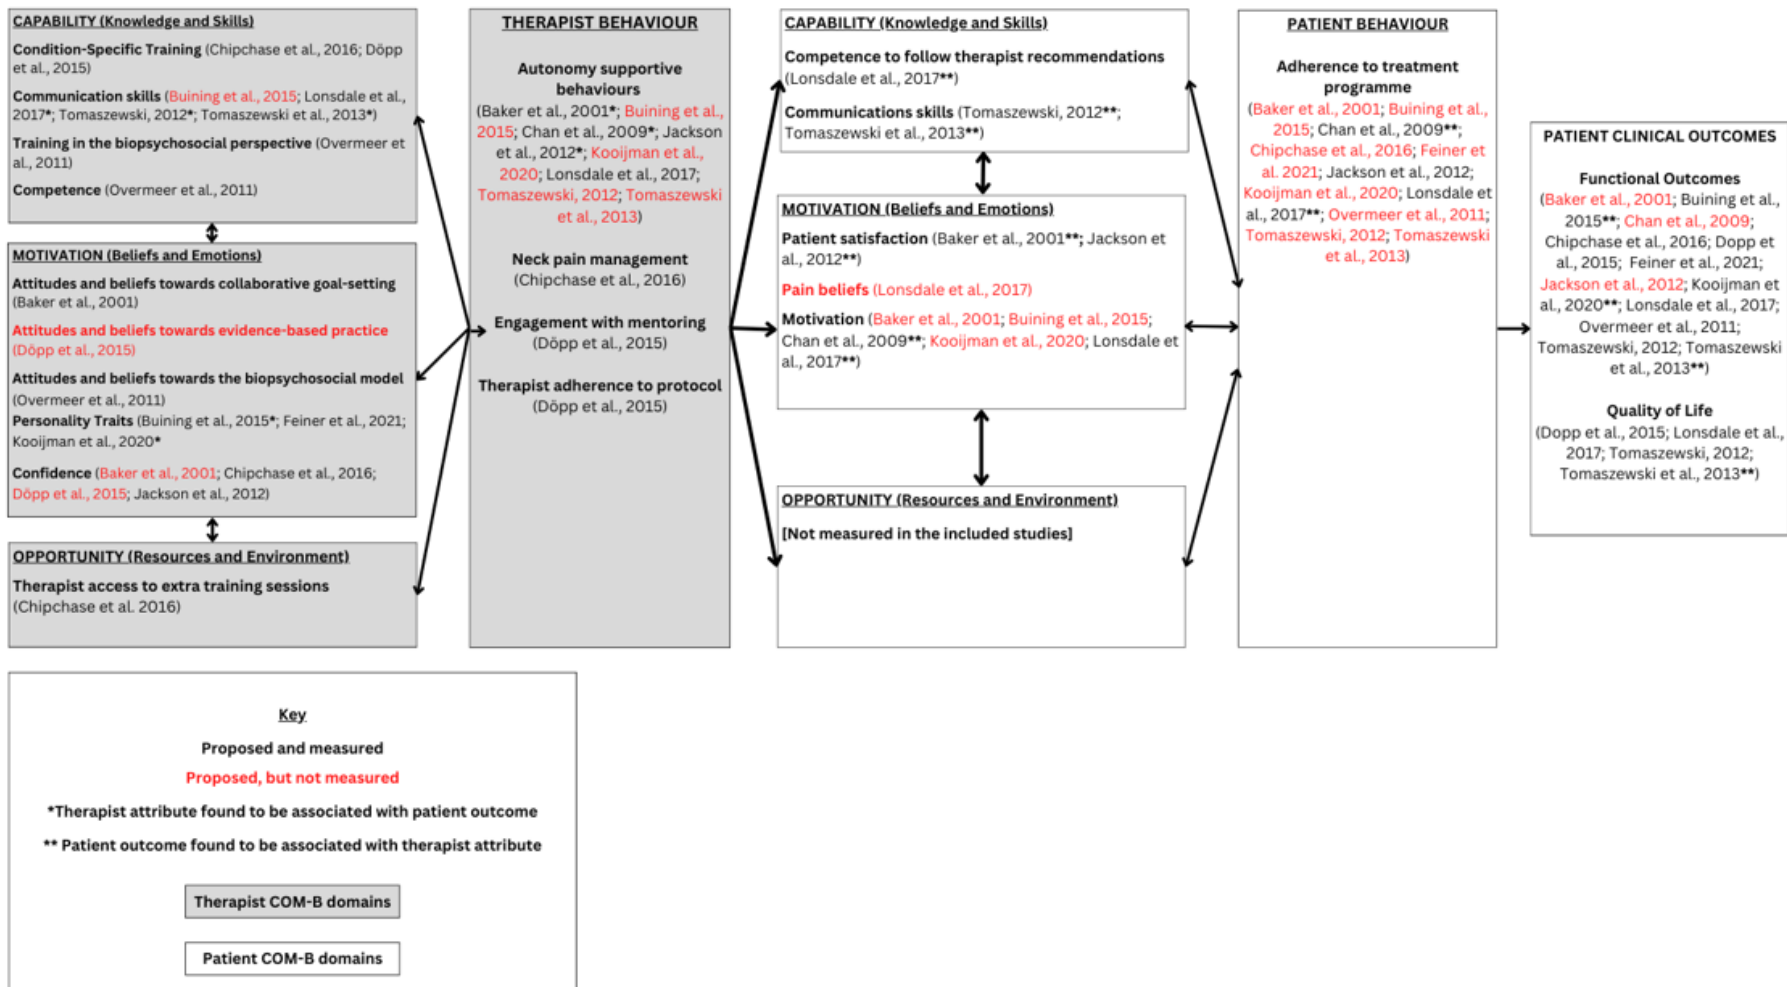 CAPABILITY (Knowledge and Skills)
Condition-Specific Training (Chipchase et al., 2016; Döpp
et al., 2015)
Communication skills (Buining et al., 2015; Lonsdale et al.,
2017*; Tomaszewski, 2012*; Tomaszewski et al., 2013*)
Training in the biopsychosocial perspective (Overmeer et
al., 2011)
Competence (Overmeer et al., 2011)
MOTIVATION (Beliefs and Emotions)
Attitudes and beliefs towards collaborative goal-setting
(Baker et al., 2001)
Attitudes and beliefs towards evidence-based practice
(Döpp et al., 2015)
Attitudes and beliefs towards the biopsychosocial model
(Overmeer et al., 2011)
Personality Traits (Buining et al., 2015*; Feiner et al., 2021;
Kooijman et al., 2020*
Confidence (Baker et al., 2001; Chipchase et al., 2016;
Döpp et al., 2015; Jackson et al., 2012)
OPPORTUNITY (Resources and Environment)
Therapist access to extra training sessions
(Chipchase et al. 2016)
THERAPIST BEHAVIOUR
Autonomy supportive
behaviours
(Baker et al., 2001*; Buining et al.,
2015; Chan et al., 2009*; Jackson
et al., 2012*; Kooijman et al.,
2020; Lonsdale et al., 2017;
Tomaszewski, 2012; Tomaszewski
et al., 2013)
Neck pain management
(Chipchase et al., 2016)
Engagement with mentoring
(Döpp et al., 2015)
Therapist adherence to protocol
(Döpp et al., 2015)
CAPABILITY (Knowledge and Skills)
Competence to follow therapist recommendations
(Lonsdale et al., 2017**)
Communications skills (Tomaszewski, 2012**;
Tomaszewski et al., 2013**)
MOTIVATION (Beliefs and Emotions)
Patient satisfaction (Baker et al., 2001**; Jackson et
al., 2012**)
Pain beliefs (Lonsdale et al., 2017)
Motivation (Baker et al., 2001; Buining et al., 2015;
Chan et al., 2009**; Kooijman et al., 2020; Lonsdale et
al., 2017**)
OPPORTUNITY (Resources and Environment)
[Not measured in the included studies]
PATIENT BEHAVIOUR
Adherence to treatment
programme
(Baker et al., 2001; Buining et al.,
2015; Chan et al., 2009**;
Chipchase et al., 2016; Feiner et
al. 2021; Jackson et al., 2012;
Kooijman et al., 2020; Lonsdale et
al., 2017**; Overmeer et al., 2011;
Tomaszewski, 2012; Tomaszewski
et al., 2013)
PATIENT CLINICAL OUTCOMES
Functional Outcomes
(Baker et al., 2001; Buining et al.,
2015**; Chan et al., 2009;
Chipchase et al., 2016; Dopp et
al., 2015; Feiner et al., 2021;
Jackson et al., 2012; Kooijman et
al., 2020**; Lonsdale et al., 2017;
Overmeer et al., 2011;
Tomaszewski, 2012; Tomaszewski
et al., 2013**)
Quality of Life
(Dopp et al., 2015; Lonsdale et al.,
2017; Tomaszewski, 2012;
Tomaszewski et al., 2013**)
Key
Proposed and measured
Proposed, but not measured
*Therapist attribute found to be associated with patient outcome
** Patient outcome found to be associated with therapist attribute
Therapist COM-B domains
Patient COM-B domains